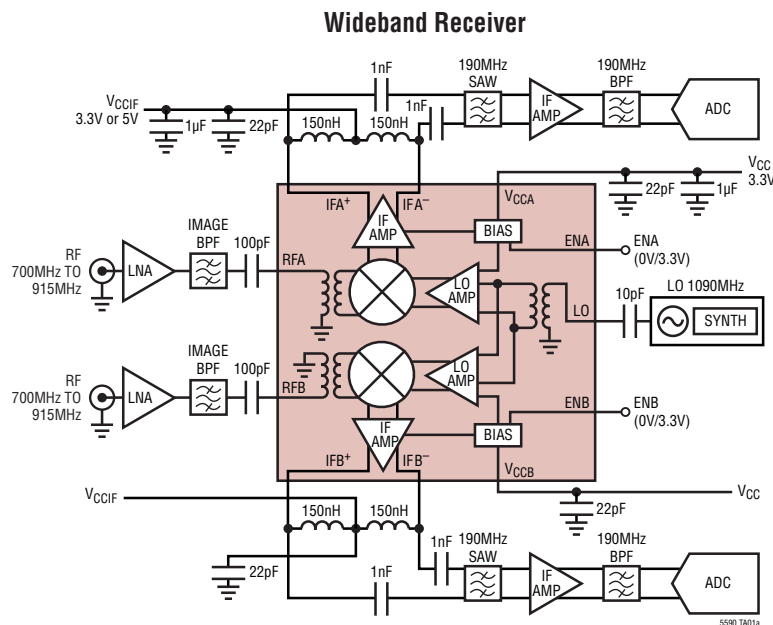 Wideband Receiver
1nF
190MHz
SAW
190MHz
BPF
VCCIF
3.3V or 5V
1µF
22pF
150nH
150nH
1nF
IF
AMP
ADC
VCC
3.3V
22pF
1µF
IFA+
IFA−
VCCA
IF
AMP
BIAS
ENA
ENA
(0V/3.3V)
RF
700MHz TO
915MHz
LNA
IMAGE
BPF
100pF
RFA
LO
AMP
LO
10pF
LO 1090MHz
SYNTH
RF
700MHz TO
915MHz
LNA
IMAGE
BPF
100pF
RFB
LO
AMP
ENB
ENB
(0V/3.3V)
IF
AMP
BIAS
IFB+
IFB−
VCCB
VCCIF
VCC
22pF
150nH
150nH
1nF
190MHz
SAW
190MHz
BPF
22pF
1nF
IF
AMP
ADC
5590 TA01a